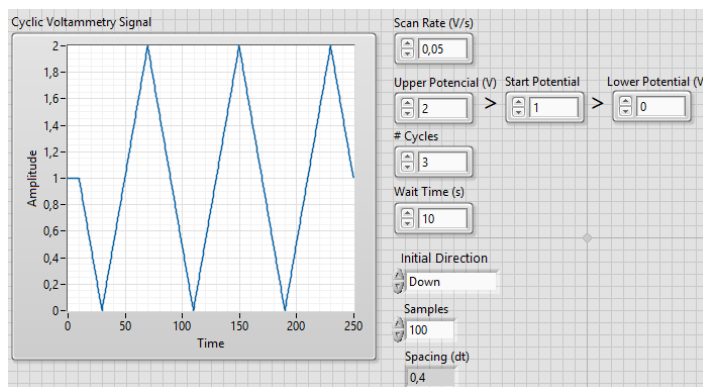 Cyclic Voltammetry Signal
2
1,8
1,6
1,4
1,2
1
0,8
0,6
0,4
0,2
0
Amplitude
0 50 100 150 200 250
Time
Scan Rate (V/s)
0,05
Upper Potencial (V) Start Potential Lower Potential (V
2 > 1 > 0
# Cycles
3
Wait Time (s)
10
Initial Direction
Down
Samples
100
Spacing (dt)
0,4